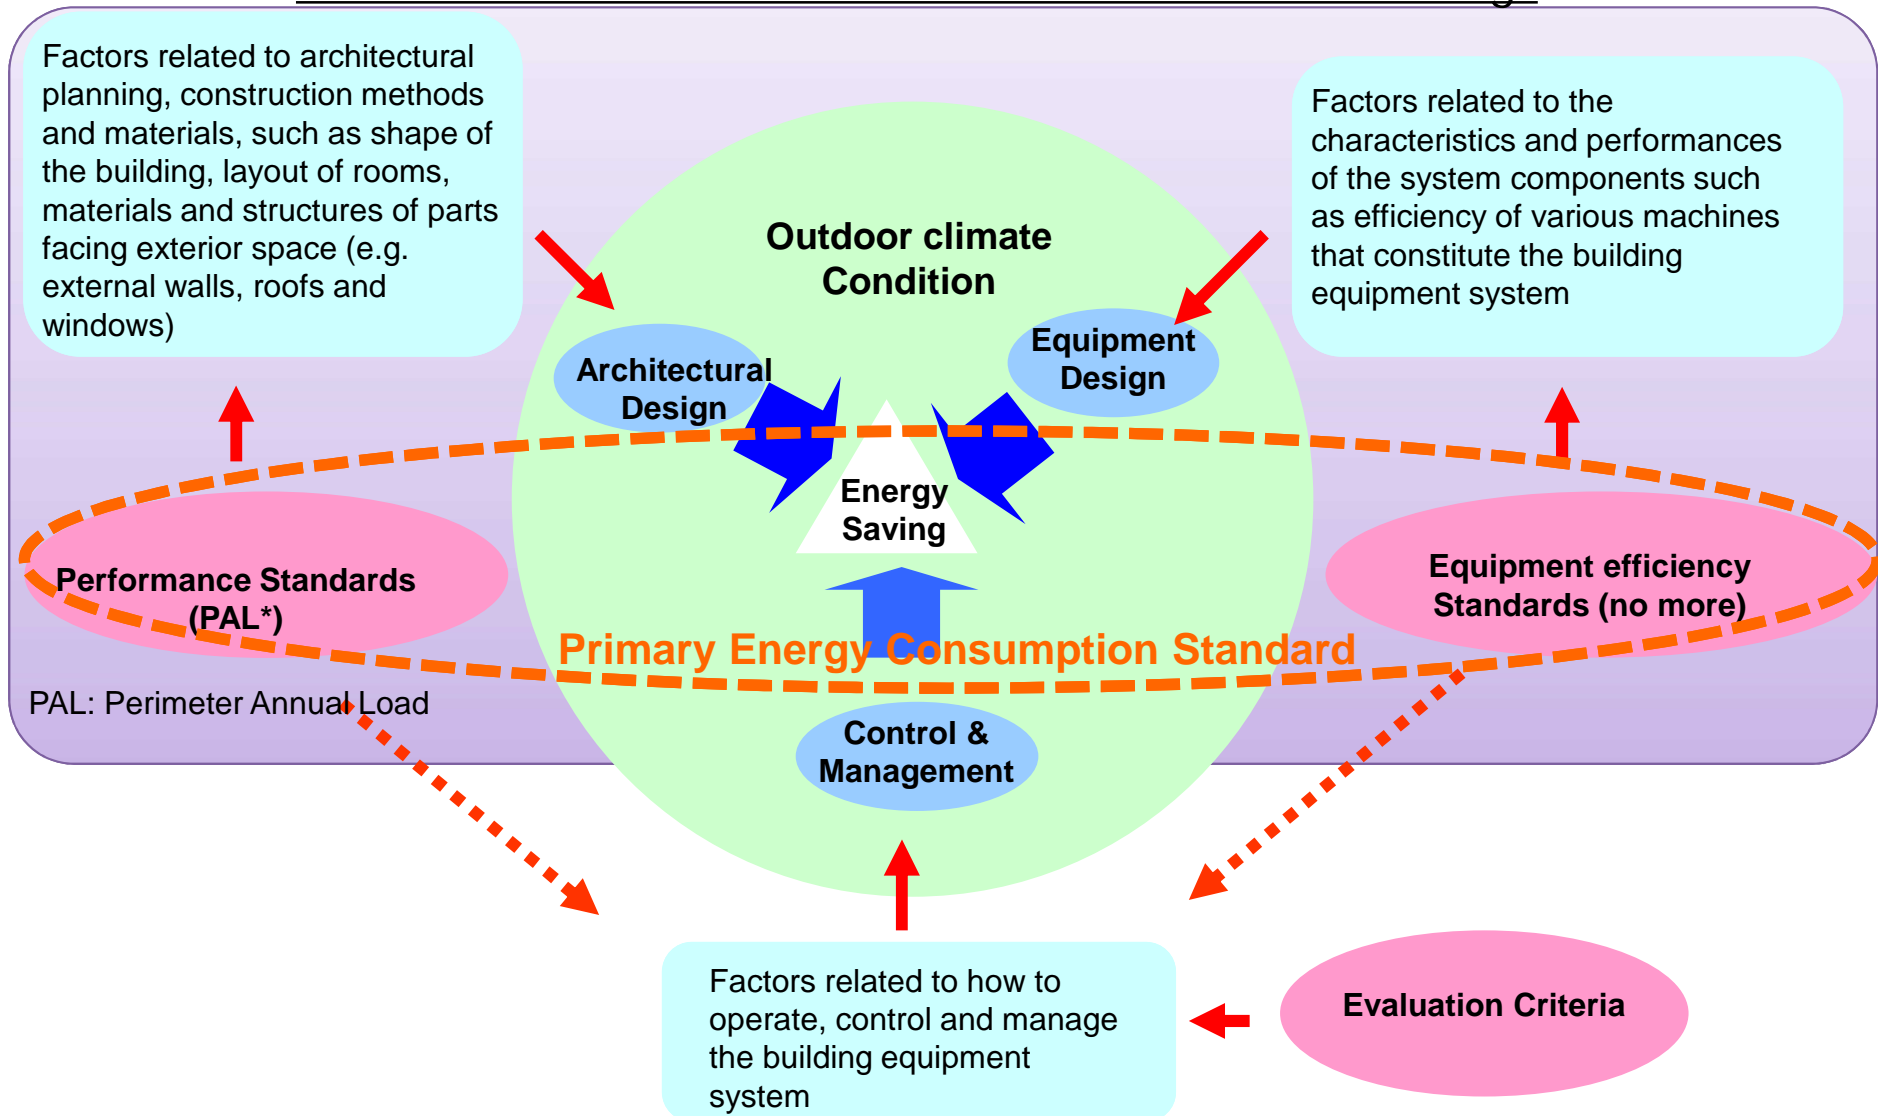 Factors related to architectural
planning, construction methods
and materials, such as shape of
the building, layout of rooms,
materials and structures of parts
facing exterior space (e.g.
external walls, roofs and
windows)
Factors related to the
characteristics and performances
of the system components such
as efficiency of various machines
that constitute the building
equipment system
Outdoor climate
Condition
Architectural
Design
Equipment
Design
Energy
Saving
Performance Standards
(PAL*)
Equipment efficiency
Standards (no more)
Primary Energy Consumption Standard
PAL: Perimeter Annual Load
Control &
Management
Factors related to how to
operate, control and manage
the building equipment
system
Evaluation Criteria